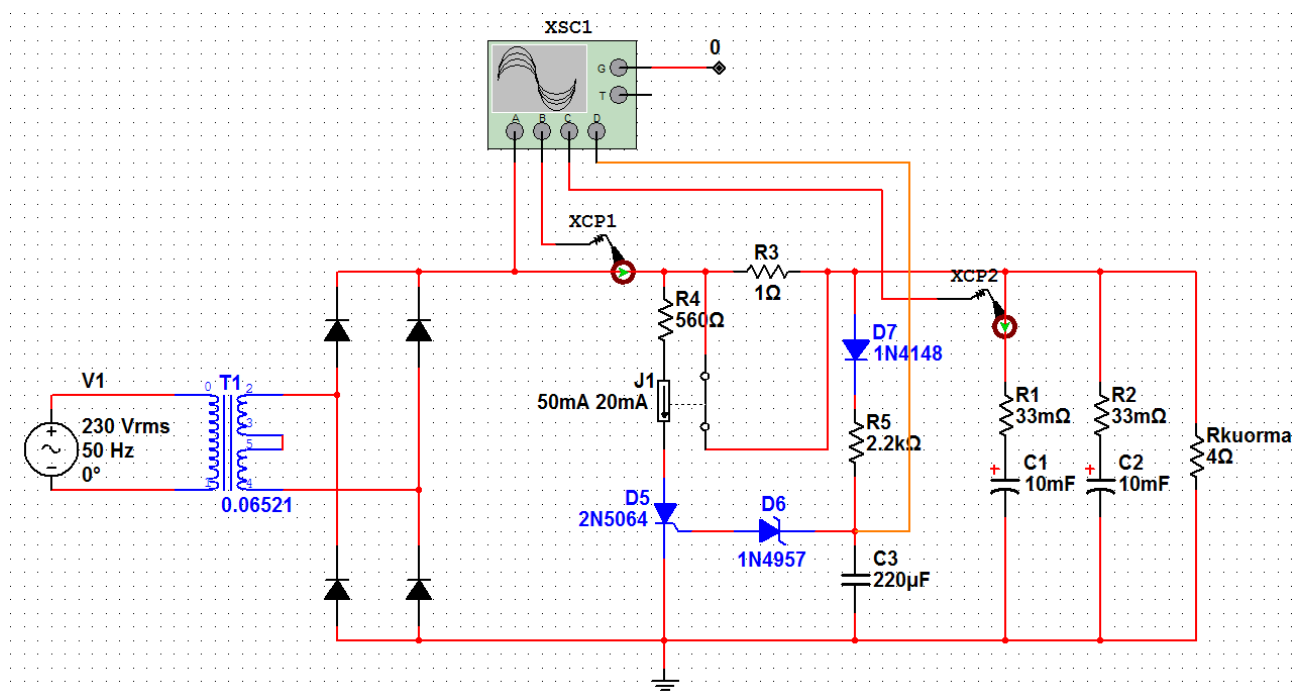 XSC1
0
G
T
A B C D
XCP1
R3
1Ω
XCP2
R4
560Ω
D7
1N4148
J1
50mA 20mA
V1
230 Vrms
50 Hz
0°
0
T1
2
3
5
1
4
0.06521
R5
2.2kΩ
R1
33mΩ
R2
33mΩ
Rkuorma
4Ω
C1
10mF
C2
10mF
D5
2N5064
D6
1N4957
C3
220µF